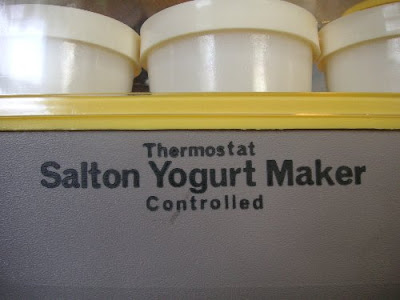 Thermostat
Salton Yogurt Maker
Controlled